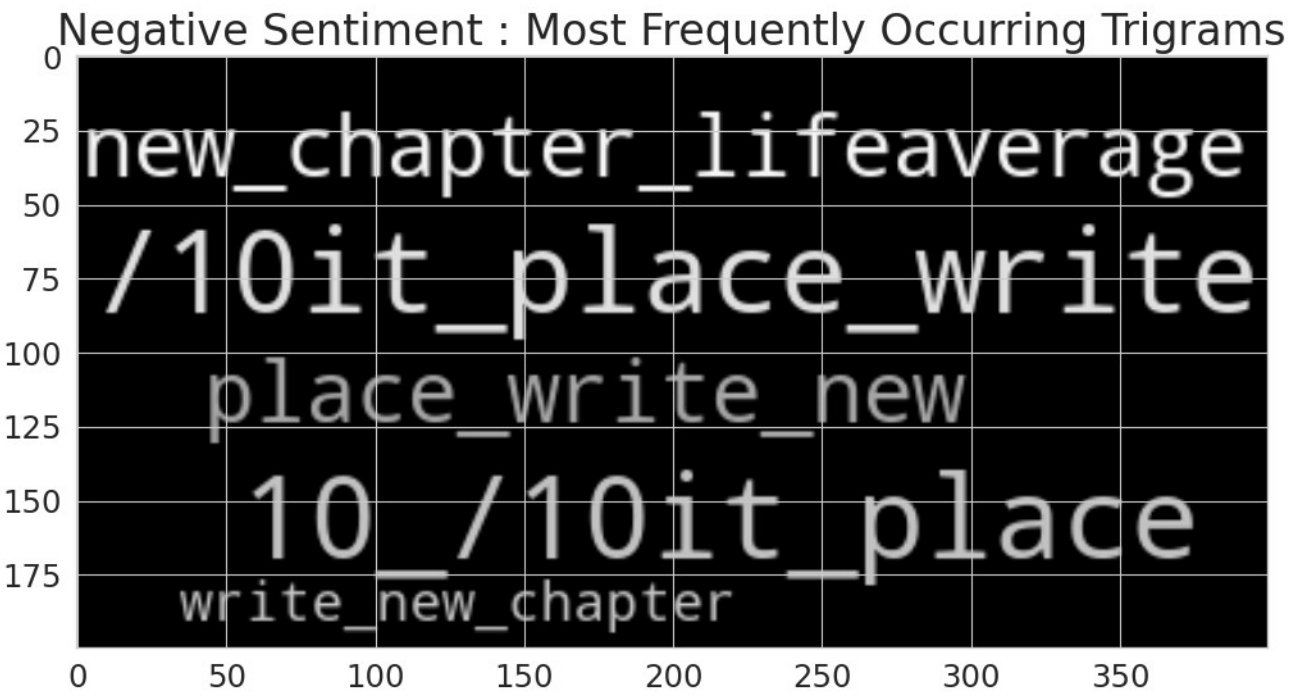 Negative Sentiment : Most Frequently Occurring Trigrams
0
25
new_chapter_lifeaverage
50
/10it_place_write
75
100
place_write_new
125
10_/10it_place
150
175
write_new_chapter
0 50 100 150 200 250 300 350